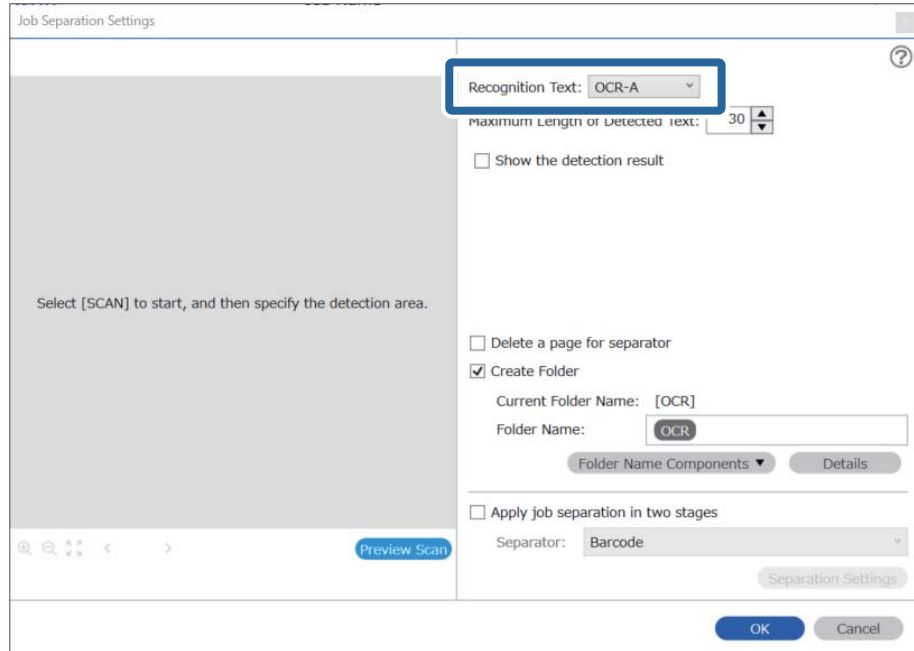 Job Separation Settings
Recognition Text: OCR-A
Maximum Length of Detected Text: 30
Show the detection result
Select [SCAN] to start, and then specify the detection area.
Delete a page for separator
Create Folder
Current Folder Name: [OCR]
Folder Name: OCR
Folder Name Components Details
Apply job separation in two stages
Separator: Barcode
Preview Scan
Separation Settings
OK Cancel